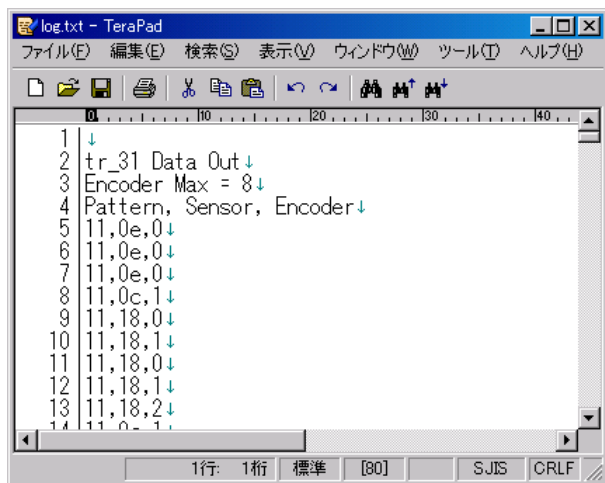 log.txt - TeraPad
ファイル(F) 編集(E) 検索(S) 表示(V) ウィンドウ(W) ツール(T) ヘルプ(H)
0 10 20 30 40
1 ↓
2 tr_31 Data Out↓
3 Encoder Max = 8↓
4 Pattern, Sensor, Encoder↓
5 11,0e,0↓
6 11,0e,0↓
7 11,0e,0↓
8 11,0c,1↓
9 11,18,0↓
10 11,18,1↓
11 11,18,0↓
12 11,18,1↓
13 11,18,2↓
14
1行: 1桁 標準 [80] SJIS CRLF